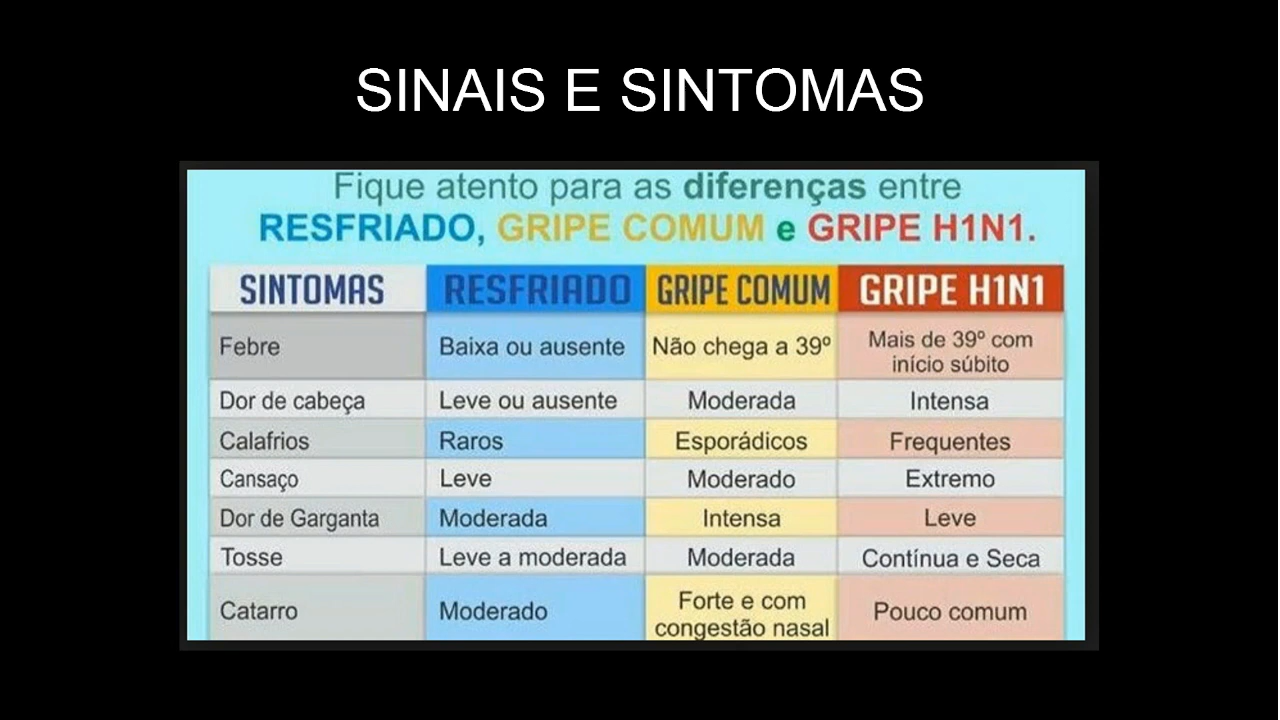 SINAIS E SINTOMAS
Fique atento para as diferenças entre
RESFRIADO, GRIPE COMUM e GRIPE H1N1.
SINTOMAS RESFRIADO GRIPE COMUM GRIPE H1N1
Febre Baixa ou ausente Não chega a 39º Mais de 39º com
início súbito
Dor de cabeça Leve ou ausente Moderada Intensa
Calafrios Raros Esporádicos Frequentes
Cansaço Leve Moderado Extremo
Dor de Garganta Moderada Intensa Leve
Tosse Leve a moderada Moderada Contínua e Seca
Catarro Moderado Forte e com
congestão nasal Pouco comum